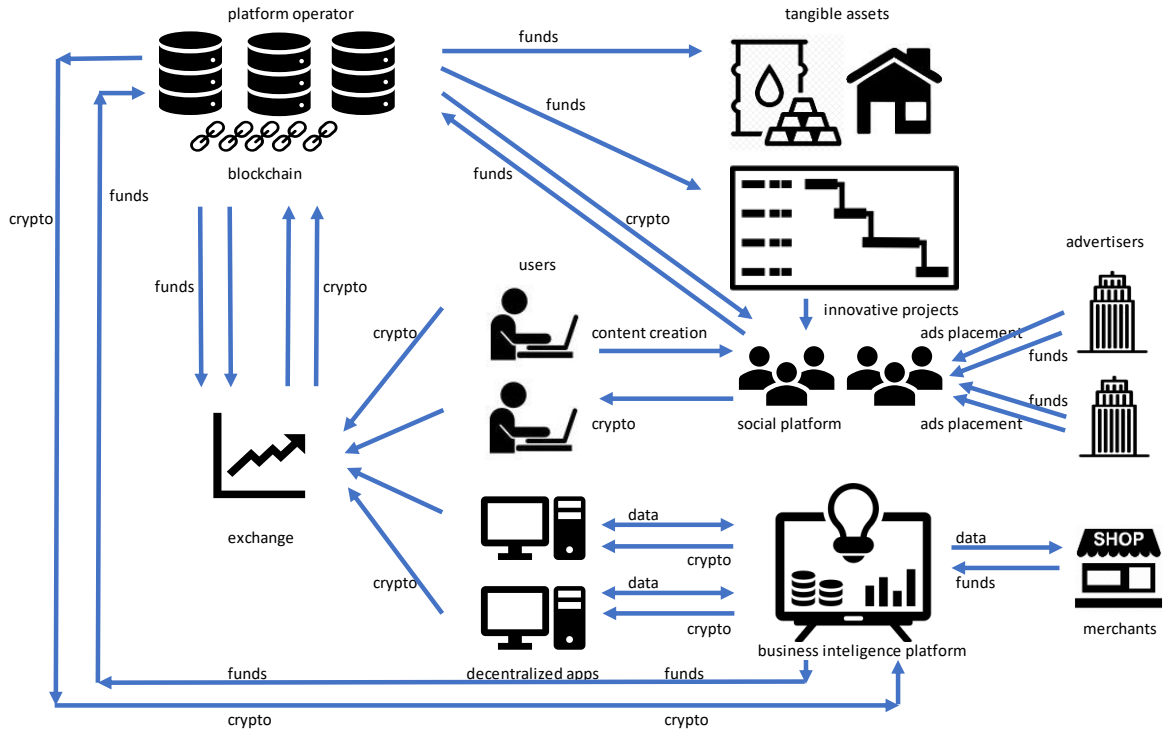 platform operator
tangible assets
funds
funds
funds
blockchain
funds
crypto
crypto
advertisers
users
funds
crypto
innovative projects
crypto
content creation
ads placement
funds
funds
crypto
social platform
ads placement
exchange
data
SHOP
data
crypto
funds
data
crypto
crypto
merchants
business inteligence platform
funds
decentralized apps
funds
crypto
crypto